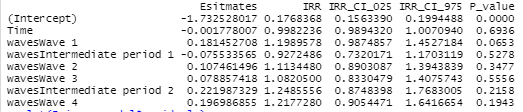 Esitmates IRR IRR_CI_025 IRR_CI_975 P_value
(Intercept) -1.732528017 0.1768368 0.1563390 0.1994488 0.0000
Time -0.001778007 0.9982236 0.9894320 1.0070940 0.6936
wavesWave 1 0.181452708 1.1989578 0.9874857 1.4527184 0.0653
wavesIntermediate period 1 -0.075533565 0.9272486 0.7320171 1.1703119 0.5278
wavesWave 2 0.107464496 1.1134480 0.8903087 1.3943839 0.3477
wavesWave 3 0.078857418 1.0820500 0.8330479 1.4075743 0.5556
wavesIntermediate period 2 0.221987329 1.2485556 0.8748398 1.7683005 0.2158
wavesWave 4 0.196986855 1.2177280 0.9054471 1.6416654 0.1943